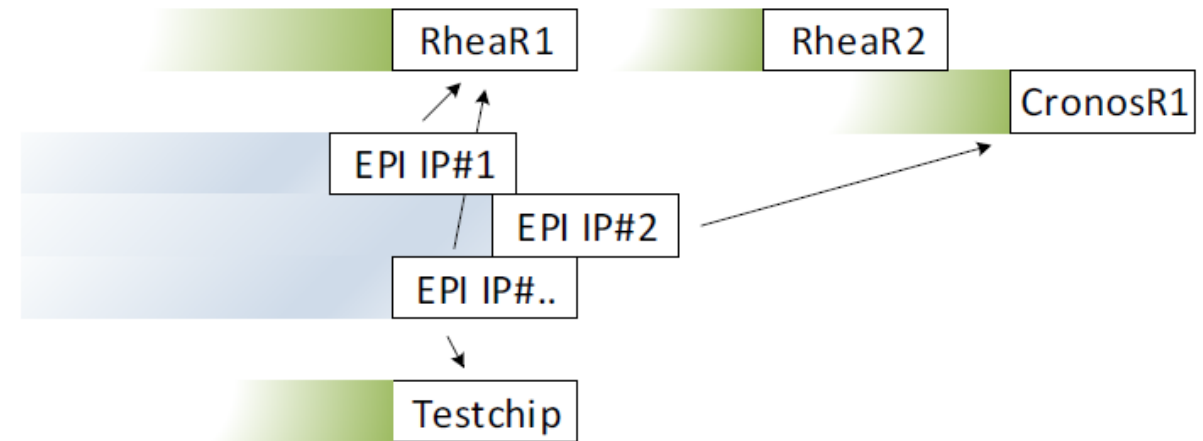 RheaR1
RheaR2
CronosR1
EPI IP#1
EPI IP#2
EPI IP#..
Testchip